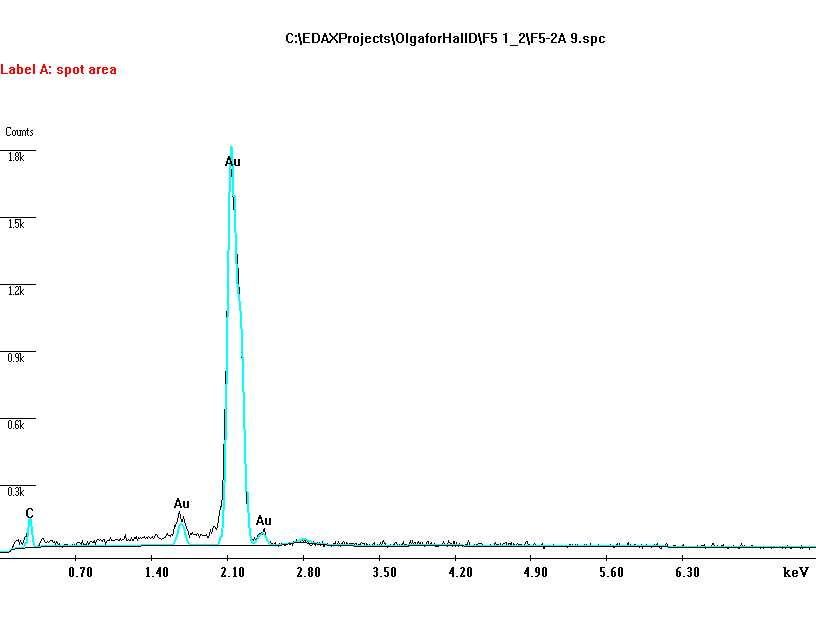 C:\EDAXProjects\OlgaforHallD\F5 1_2\F5-2A 9.spc
Label A: spot area
Counts
1.8k
Au
1.5k
1.2k
0.9k
0.6k
0.3k
C
Au
Au
0.70 1.40 2.10 2.80 3.50 4.20 4.90 5.60 6.30 keV